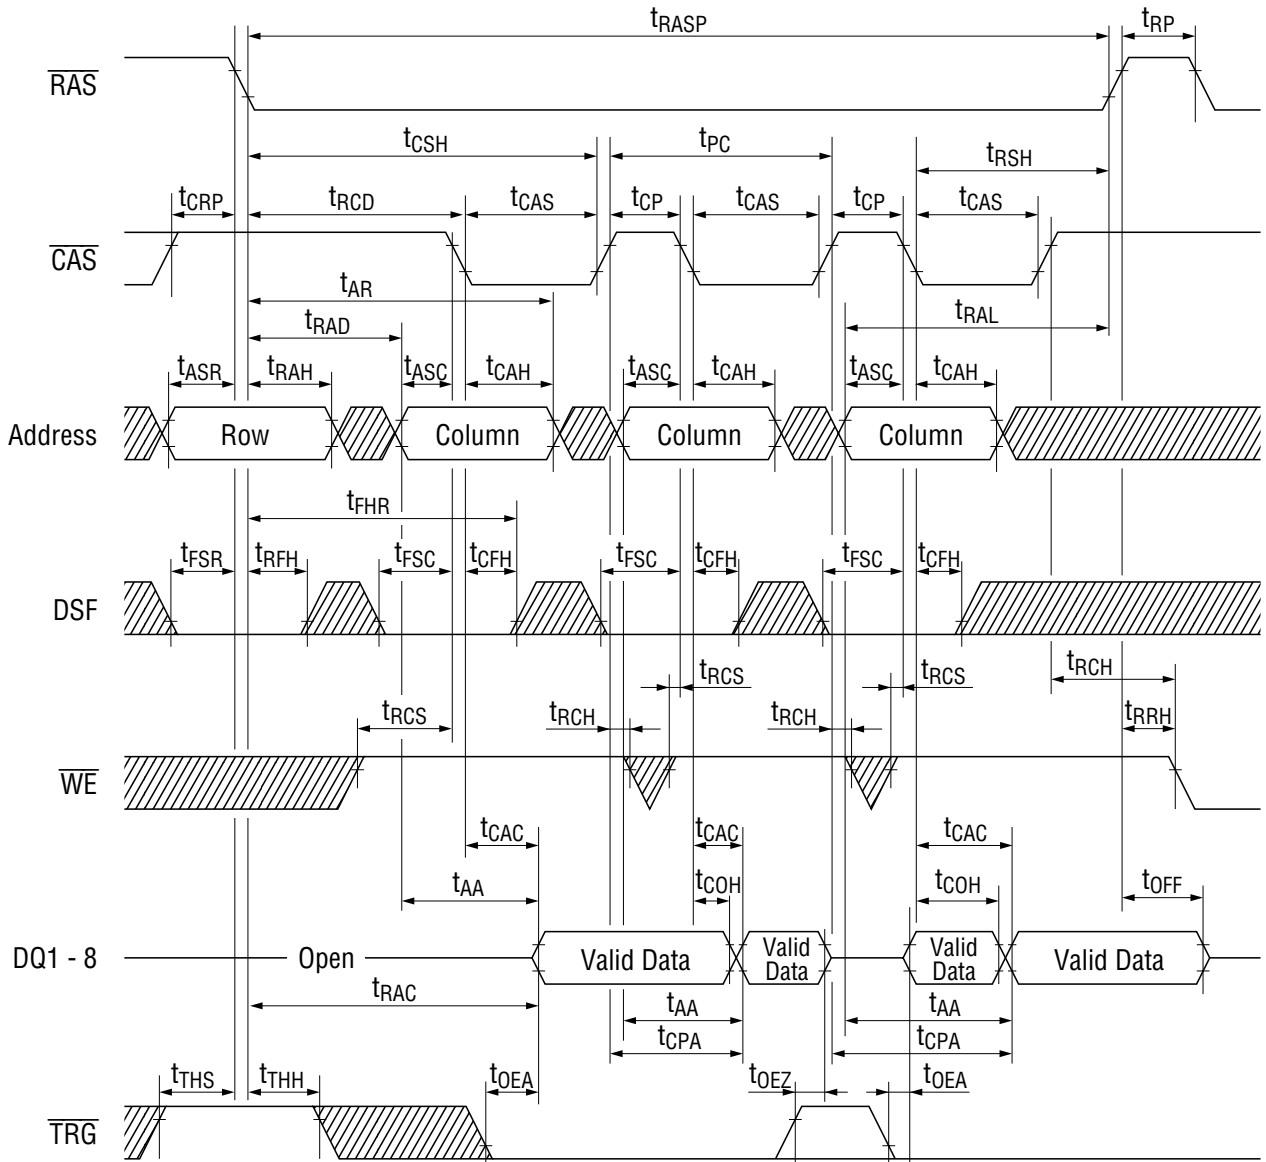 tRASP tRP
RAS
tCSH tPC
tRSH
tCRP tRCD tCAS tCP tCAS tCP tCAS
CAS
tAR
tRAD tRAL
tASR tRAH tASC tCAH tASC tCAH tASC tCAH
Address Row Column Column Column
tFHR
tFSR tRFH tFSC tCFH tFSC tCFH tFSC tCFH
DSF
tRCS tRCS tRCH
tRCS tRCH tRCH tRRH
WE
tCAC tCAC tCAC
tAA tCOH tCOH tOFF
DQ1 - 8 Open Valid Data Valid Data Valid Data Valid Data
tRAC tAA tAA
tCPA tCPA
tTHS tTHH tOEA tOEZ tOEA
TRG